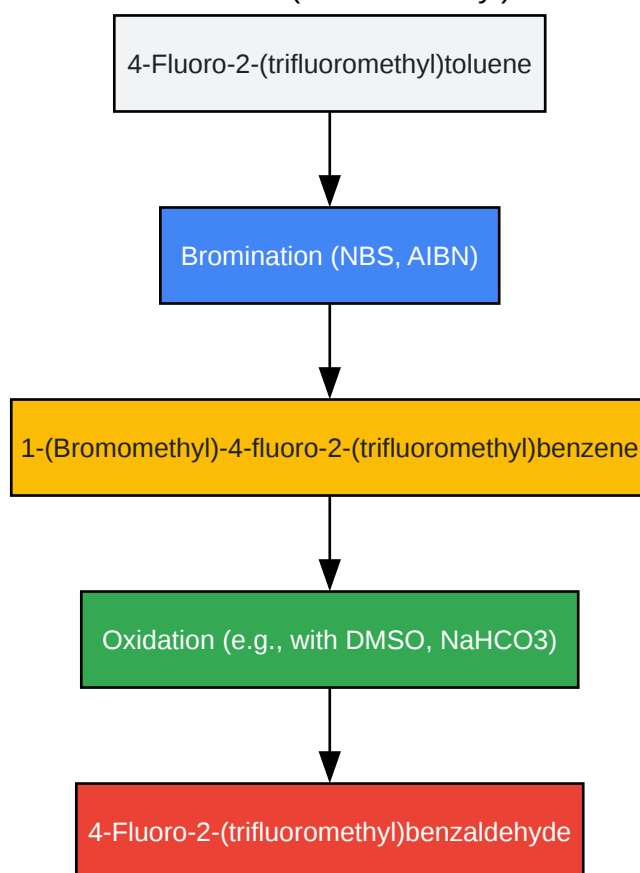 4-Fluoro-2-(trifluoromethyl)toluene
Bromination (NBS, AIBN)
1-(Bromomethyl)-4-fluoro-2-(trifluoromethyl)benzene
Oxidation (e.g., with DMSO, NaHCO3)
4-Fluoro-2-(trifluoromethyl)benzaldehyde